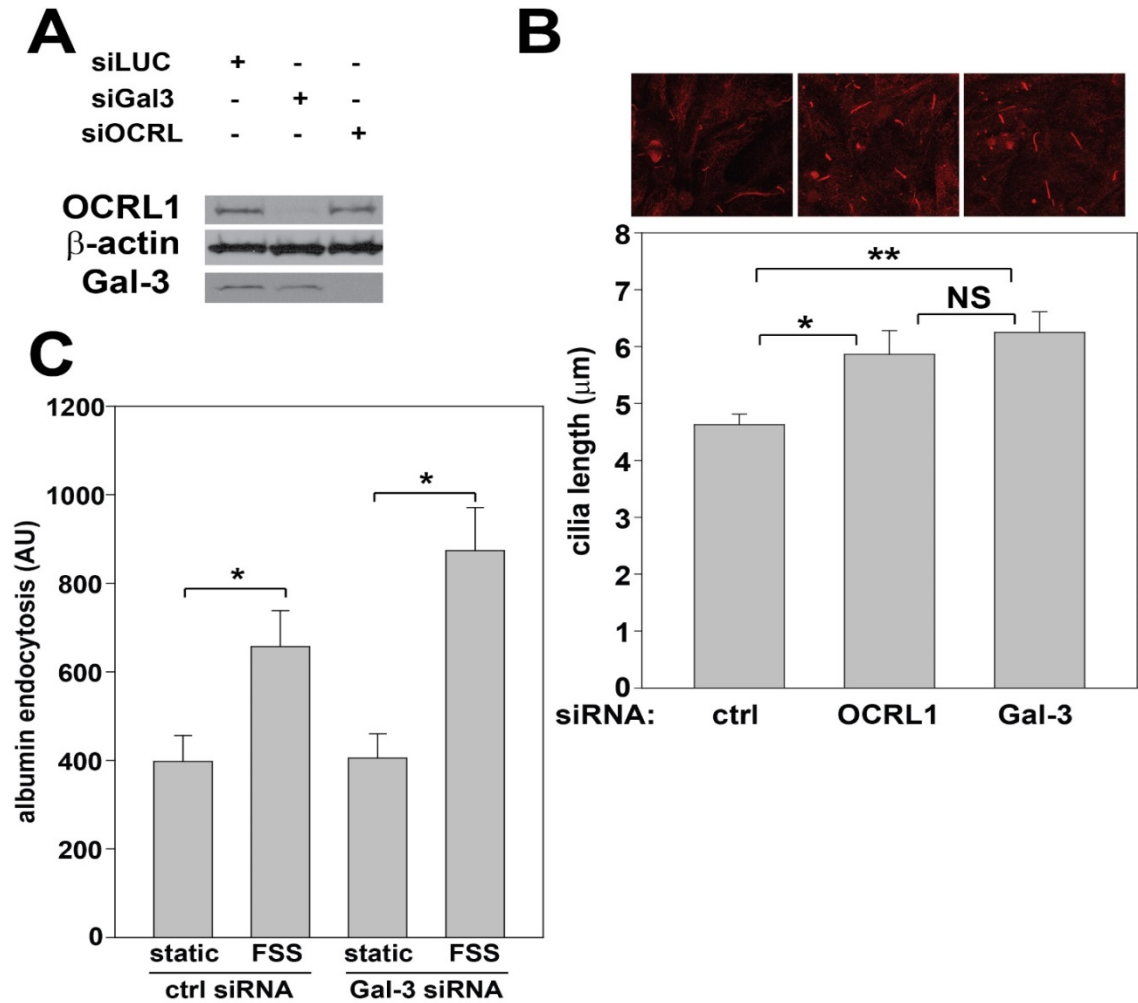 A
siLUC + - -
siGal3 - + -
siOCRL - - +
OCRL1
β-actin
Gal-3
B
8
7
6
5
4
3
2
1
0
cilia length (μm)
**
*
NS
siRNA: ctrl OCRL1 Gal-3
C
1200
1000
800
600
400
200
0
albumin endocytosis (AU)
*
*
static FSS static FSS
ctrl siRNA Gal-3 siRNA